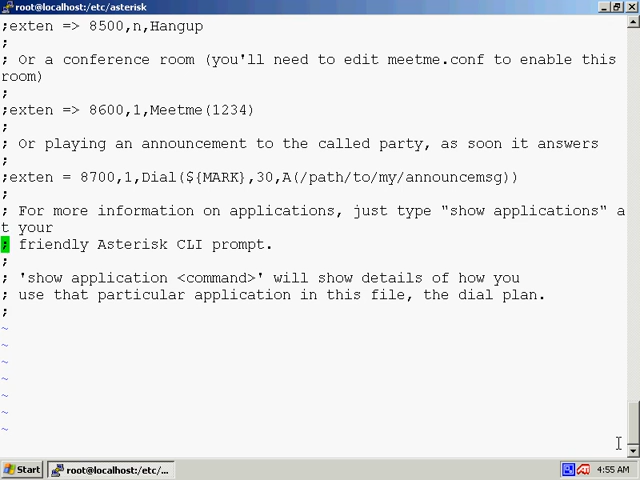 root@localhost:/etc/asterisk
;exten => 8500,n,Hangup
;
; Or a conference room (you'll need to edit meetme.conf to enable this
room)
;
;exten => 8600,1,Meetme(1234)
;
; Or playing an announcement to the called party, as soon it answers
;
;exten = 8700,1,Dial(${MARK},30,A(/path/to/my/announcemsg))
;
; For more information on applications, just type "show applications" a
t your
; friendly Asterisk CLI prompt.
;
; 'show application <command>' will show details of how you
; use that particular application in this file, the dial plan.
;
~
~
~
~
~
~
~
Start
root@localhost:/etc/...
4:55 AM